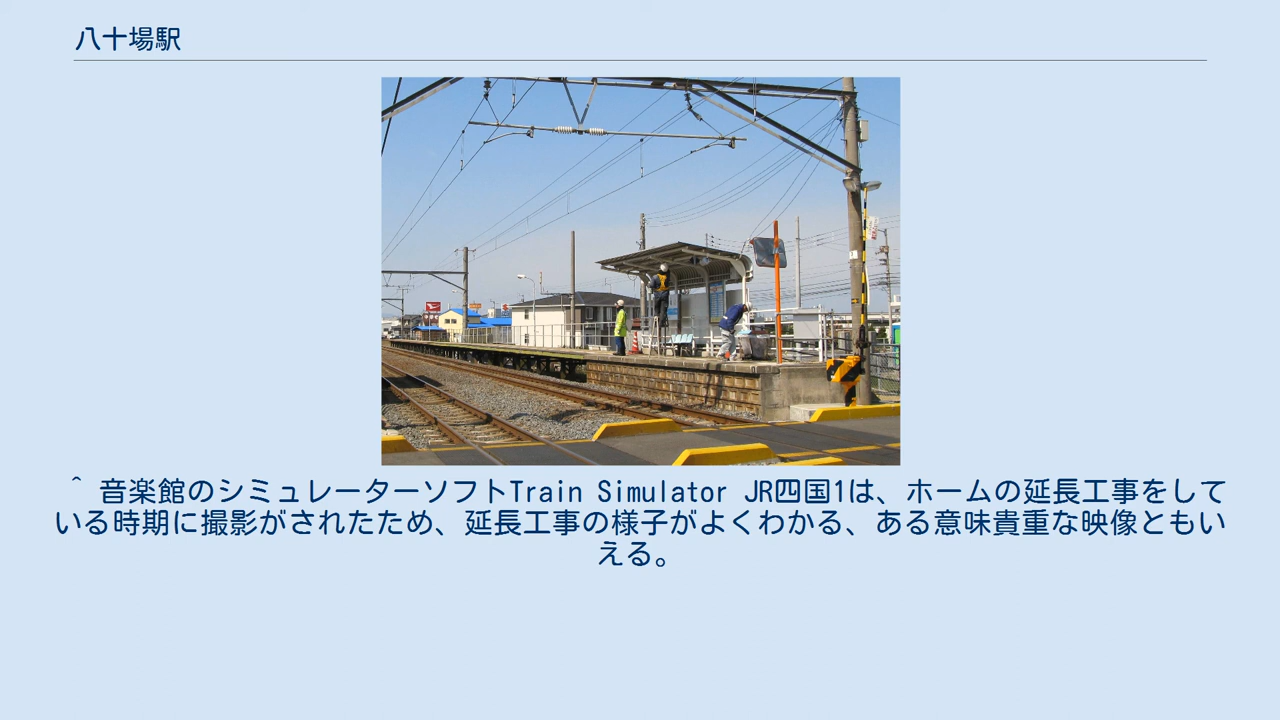 八十場駅
^ 音楽館のシミュレーターソフトTrain Simulator JR四国1は、ホームの延長工事をして
いる時期に撮影がされたため、延長工事の様子がよくわかる、ある意味貴重な映像ともい
える。